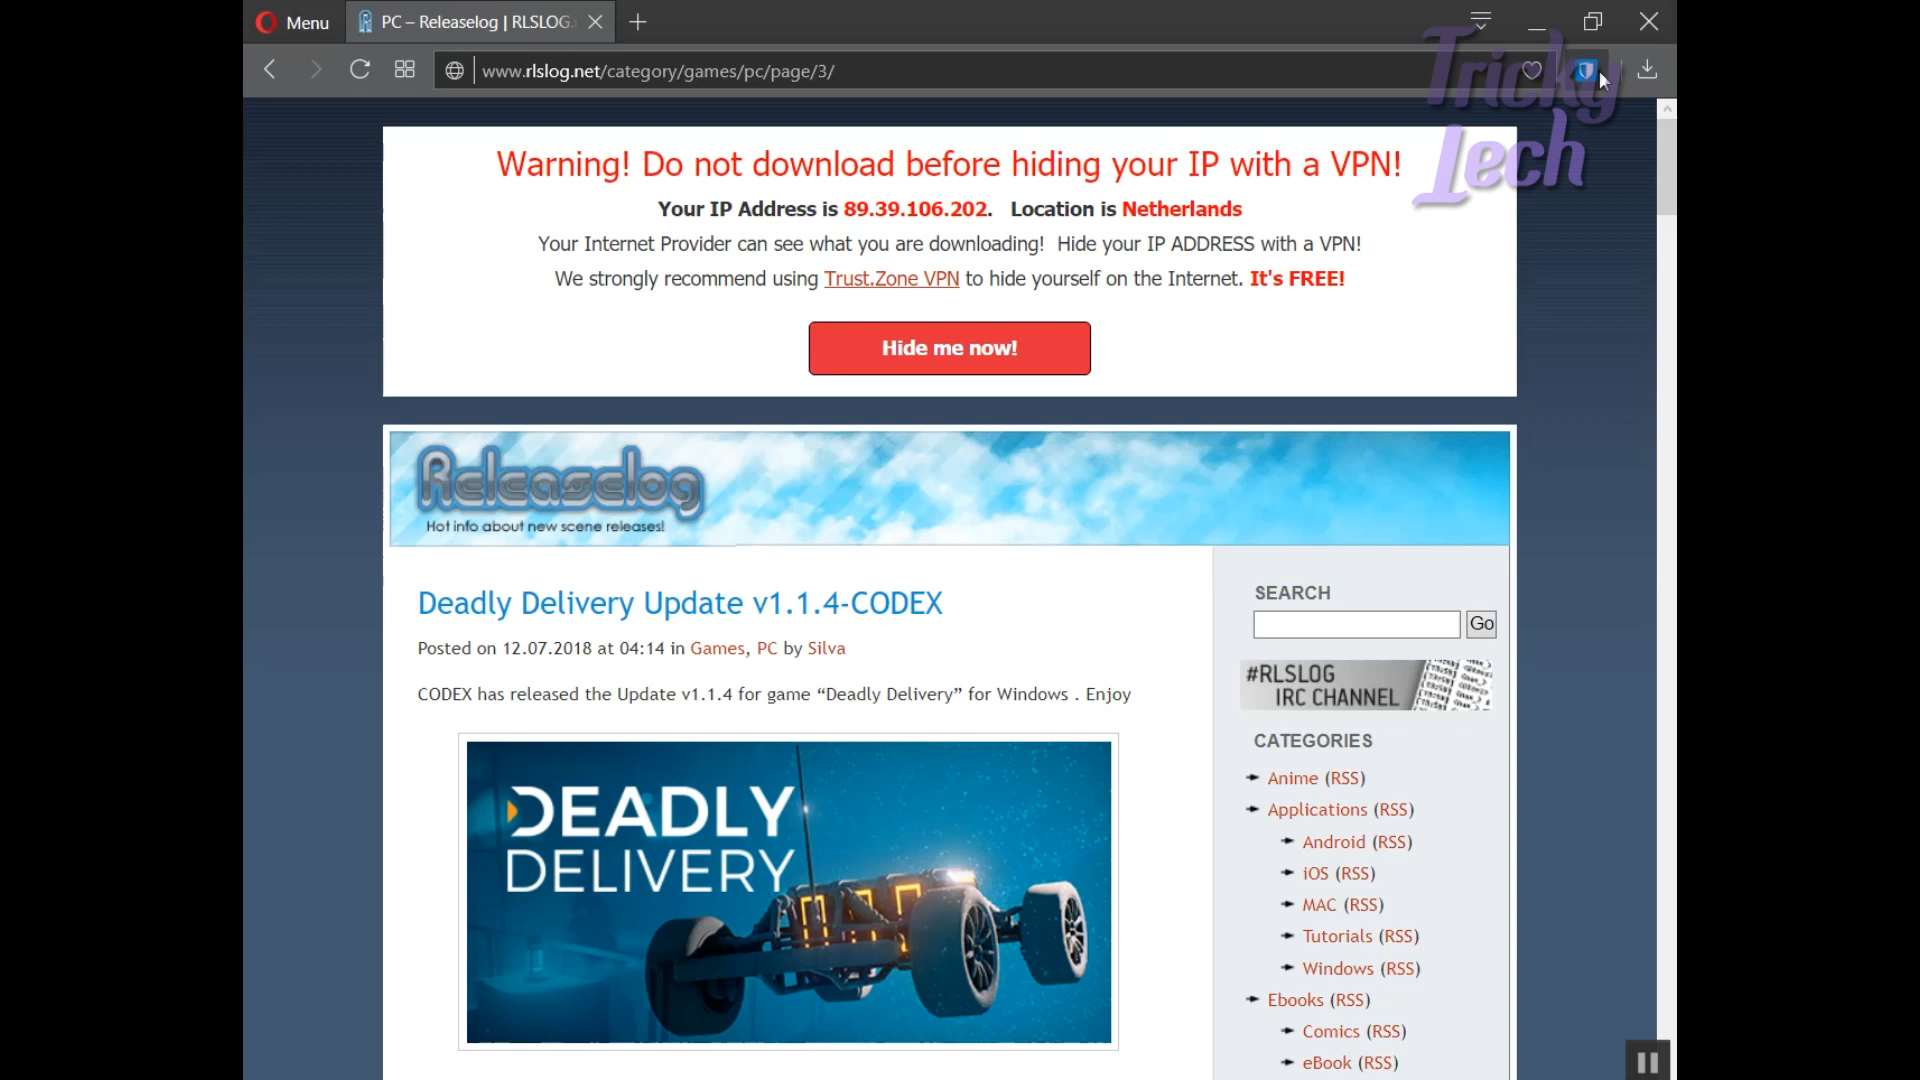 Menu
PC – Releaselog | RLSLOG.
www.rlslog.net/category/games/pc/page/3/
Tricky
Tech
Warning! Do not download before hiding your IP with a VPN!
Your IP Address is 89.39.106.202. Location is Netherlands
Your Internet Provider can see what you are downloading! Hide your IP ADDRESS with a VPN!
We strongly recommend using Trust.Zone VPN to hide yourself on the Internet. It's FREE!
Hide me now!
Releaselog
Hot info about new scene releases!
Deadly Delivery Update v1.1.4-CODEX
Posted on 12.07.2018 at 04:14 in Games, PC by Silva
CODEX has released the Update v1.1.4 for game “Deadly Delivery” for Windows . Enjoy
DEADLY
DELIVERY
SEARCH
Go
#RLSLOG
IRC CHANNEL
CATEGORIES
Anime (RSS)
Applications (RSS)
Android (RSS)
iOS (RSS)
MAC (RSS)
Tutorials (RSS)
Windows (RSS)
Ebooks (RSS)
Comics (RSS)
eBook (RSS)